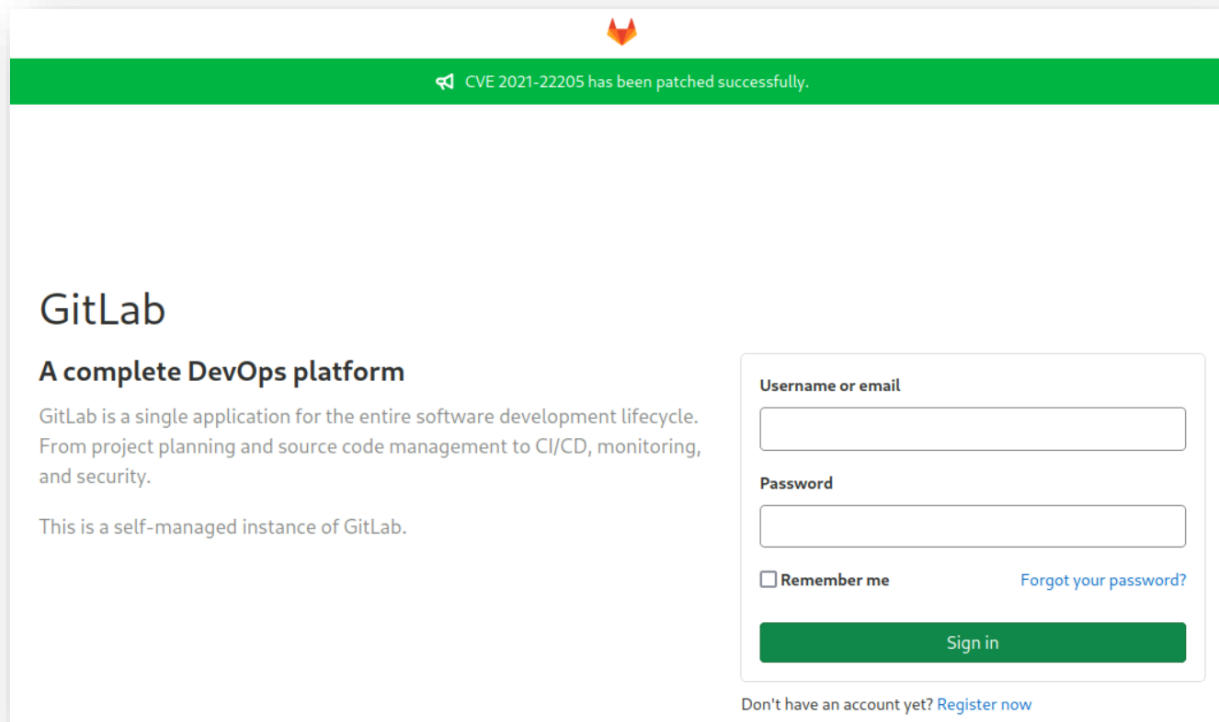 CVE 2021-22205 has been patched successfully.
GitLab
A complete DevOps platform
GitLab is a single application for the entire software development lifecycle.
From project planning and source code management to CI/CD, monitoring,
and security.
This is a self-managed instance of GitLab.
Username or email
Password
Remember me
Forgot your password?
Sign in
Don't have an account yet? Register now